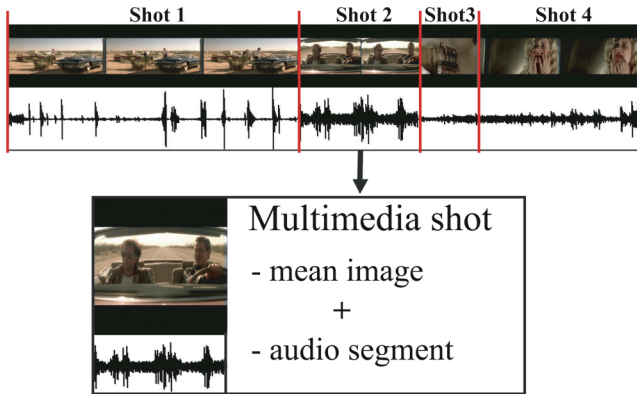 Shot 1 Shot 2 Shot3 Shot 4
Multimedia shot
- mean image
+
- audio segment